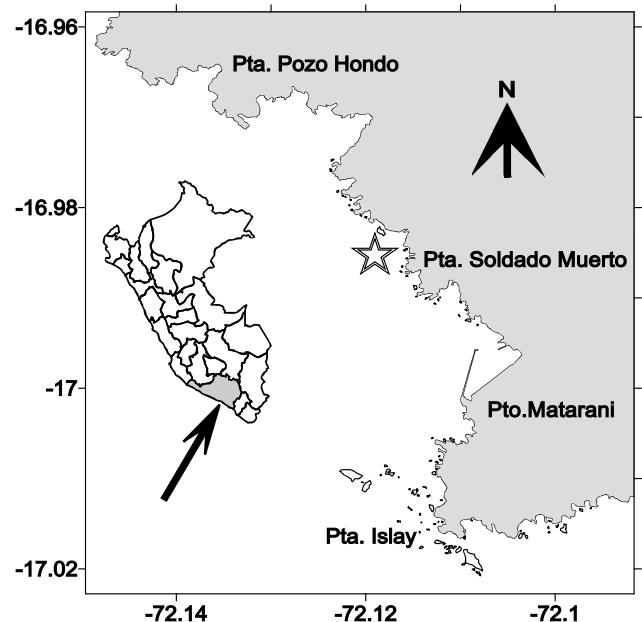 -16.96
Pta. Pozo Hondo
N
-16.98
Pta. Soldado Muerto
-17
Pto.Matarani
Pta. Islay
-17.02
-72.14
-72.12
-72.1